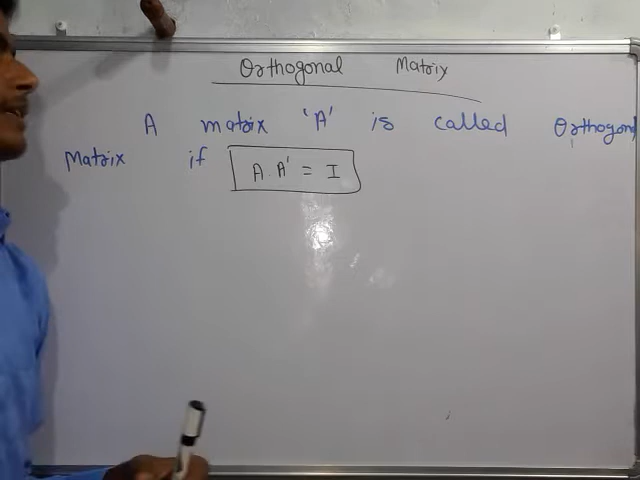 Orthogonal Matrix
A matrix 'A' is called Orthogonal
Matrix if A. A' = I